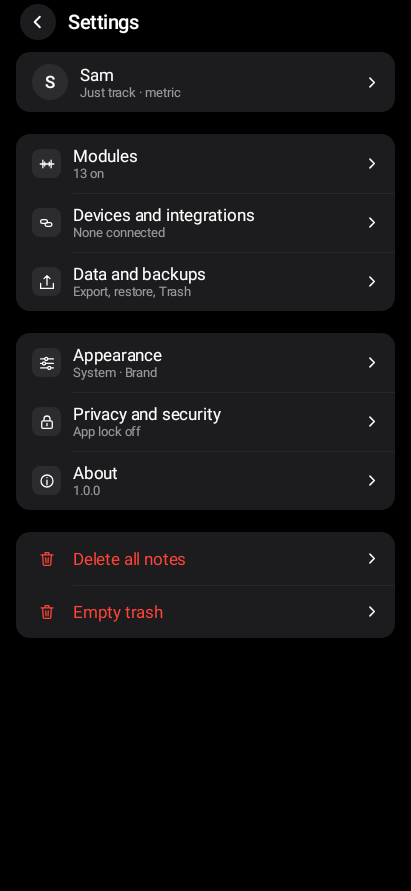 Settings
S
Sam
Just track · metric
Modules
13 on
Devices and integrations
None connected
Data and backups
Export, restore, Trash
Appearance
System · Brand
Privacy and security
App lock off
About
1.0.0
Delete all notes
Empty trash